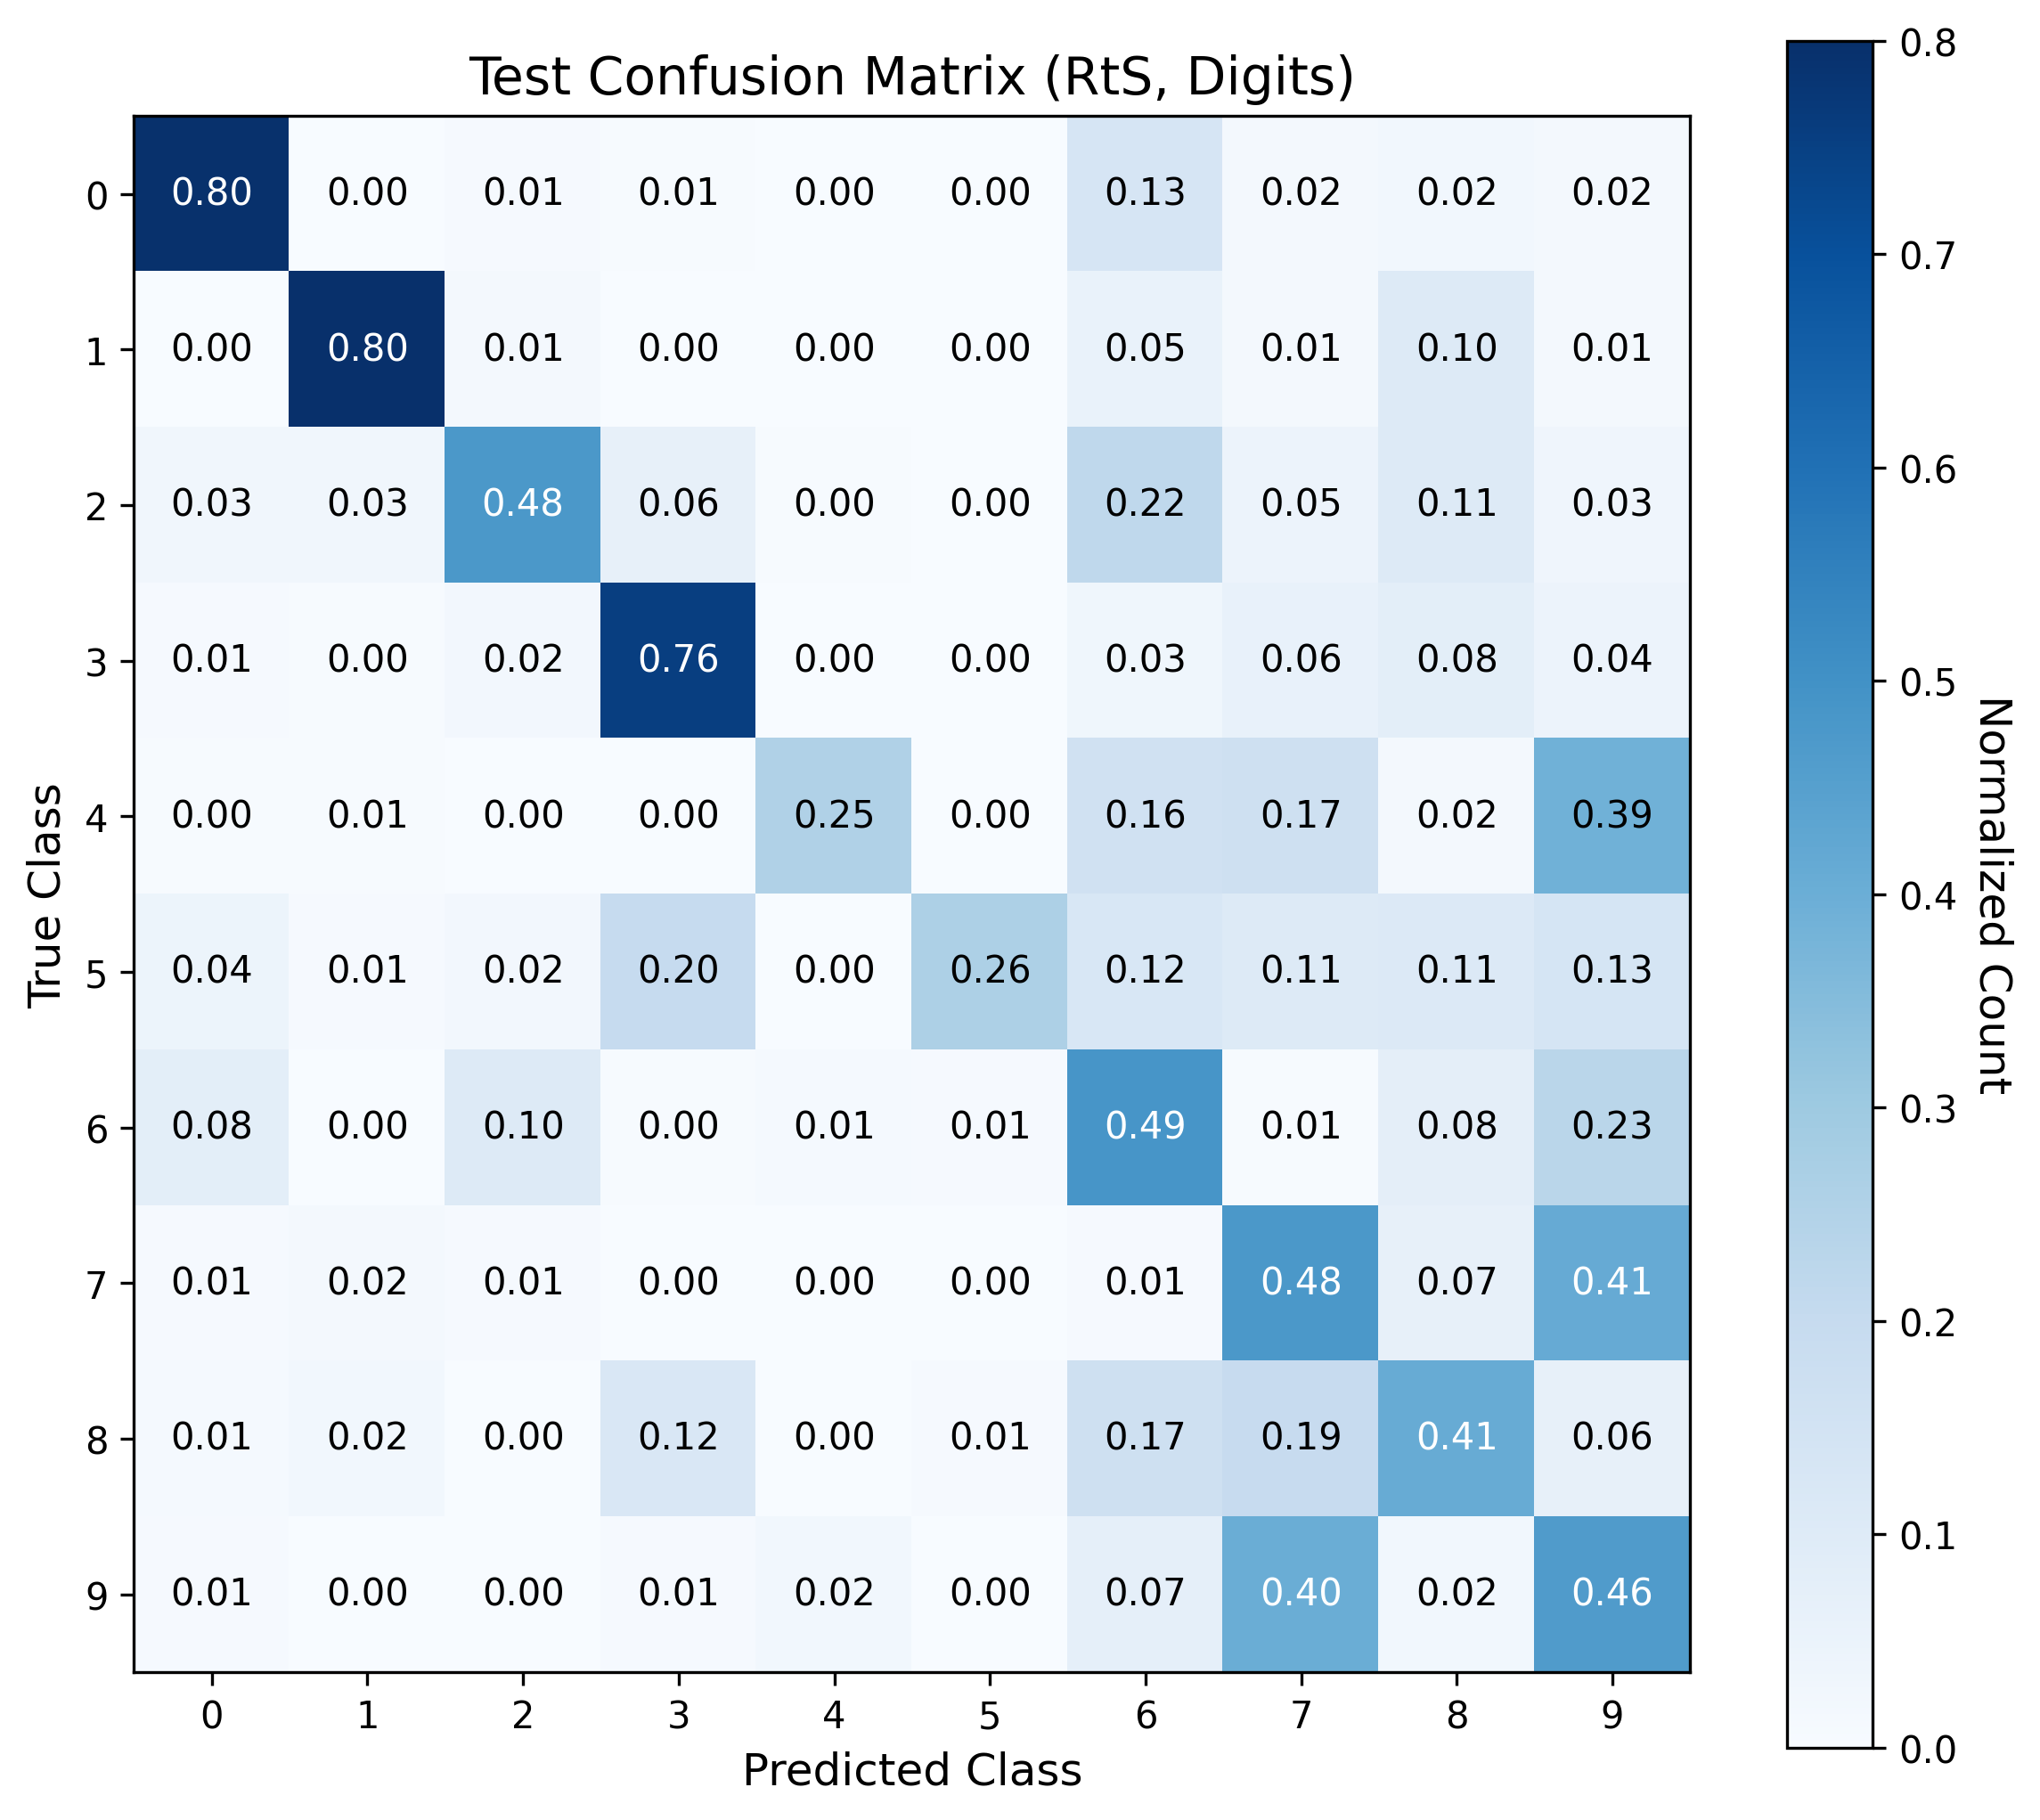 Test Confusion Matrix (RtS, Digits)
0 0.80 0.00 0.01 0.01 0.00 0.00 0.13 0.02 0.02 0.02
1 0.00 0.80 0.01 0.00 0.00 0.00 0.05 0.01 0.10 0.01
2 0.03 0.03 0.48 0.06 0.00 0.00 0.22 0.05 0.11 0.03
3 0.01 0.00 0.02 0.76 0.00 0.00 0.03 0.06 0.08 0.04
4 0.00 0.01 0.00 0.00 0.25 0.00 0.16 0.17 0.02 0.39
5 0.04 0.01 0.02 0.20 0.00 0.26 0.12 0.11 0.11 0.13
6 0.08 0.00 0.10 0.00 0.01 0.01 0.49 0.01 0.08 0.23
7 0.01 0.02 0.01 0.00 0.00 0.00 0.01 0.48 0.07 0.41
8 0.01 0.02 0.00 0.12 0.00 0.01 0.17 0.19 0.41 0.06
9 0.01 0.00 0.00 0.01 0.02 0.00 0.07 0.40 0.02 0.46
0 1 2 3 4 5 6 7 8 9
Predicted Class
True Class
0.8
0.7
0.6
0.5
0.4
0.3
0.2
0.1
0.0
Normalized Count